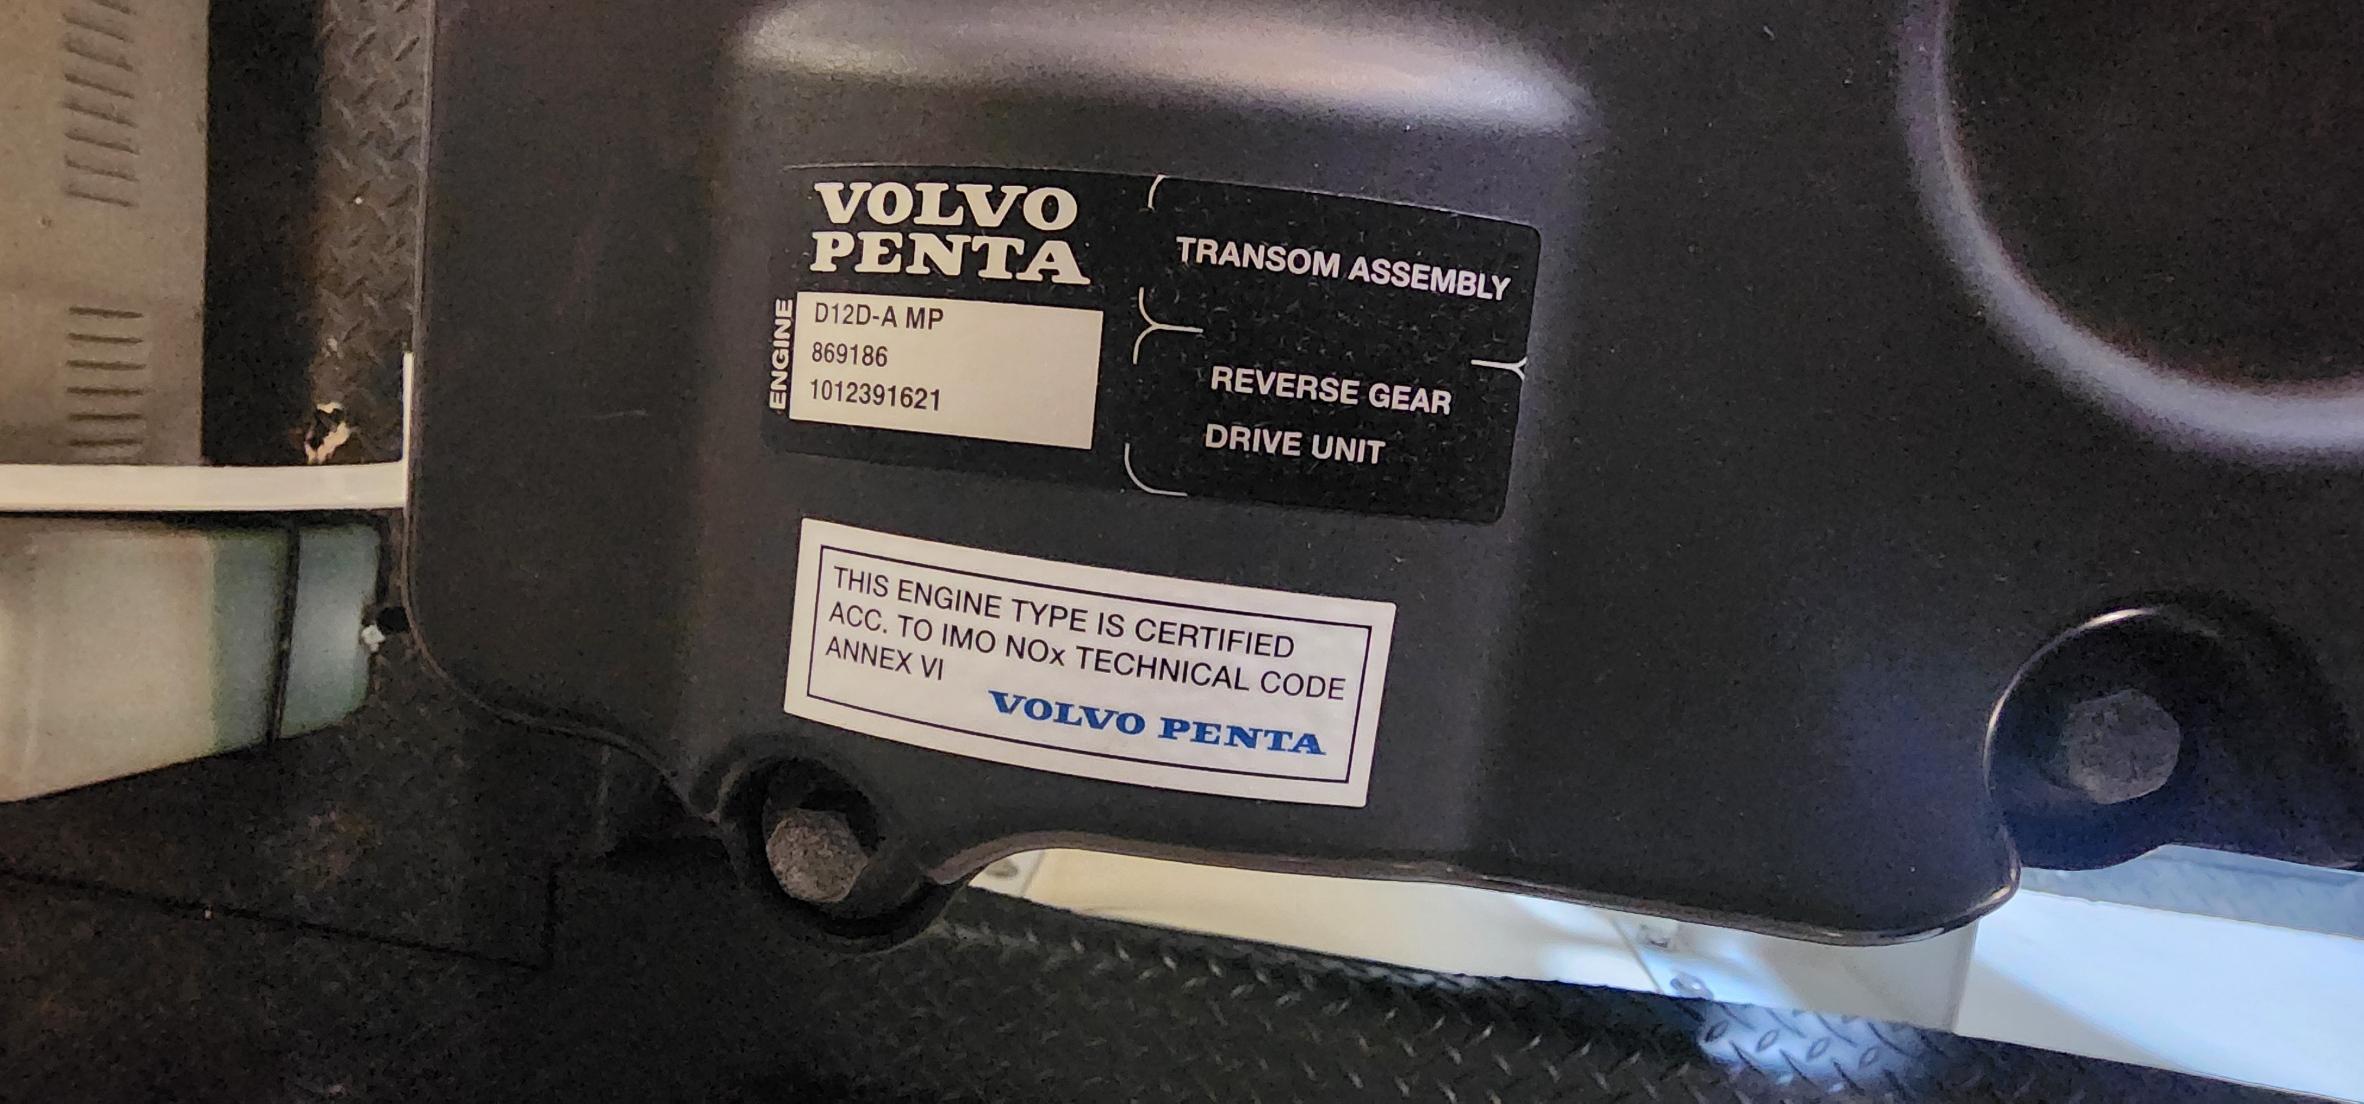 VOLVO
PENTA
ENGINE
D12D-A MP
869186
1012391621
TRANSOM ASSEMBLY
REVERSE GEAR
DRIVE UNIT
THIS ENGINE TYPE IS CERTIFIED
ACC. TO IMO NOx TECHNICAL CODE
ANNEX VI
VOLVO PENTA